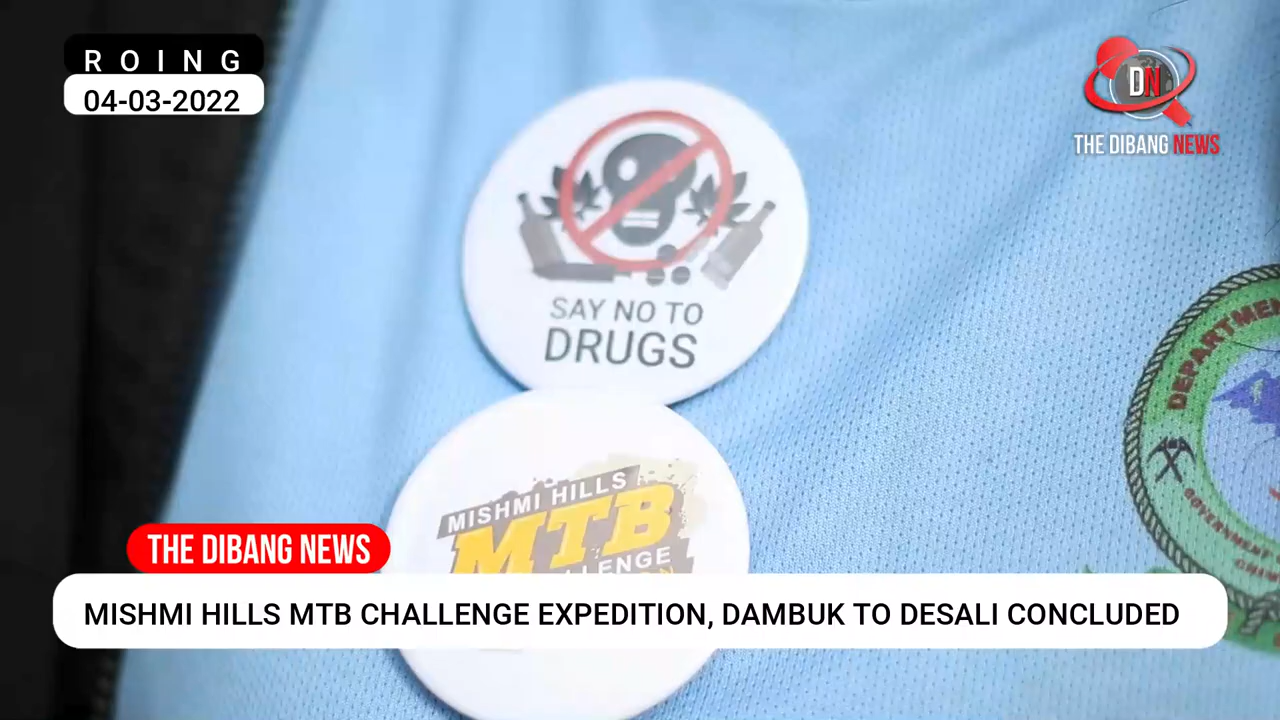 ROING
04-03-2022
DN
THE DIBANG NEWS
SAY NO TO
DRUGS
MISHMI HILLS
MTB
THE DIBANG NEWS
MISHMI HILLS MTB CHALLENGE EXPEDITION, DAMBUK TO DESALI CONCLUDED